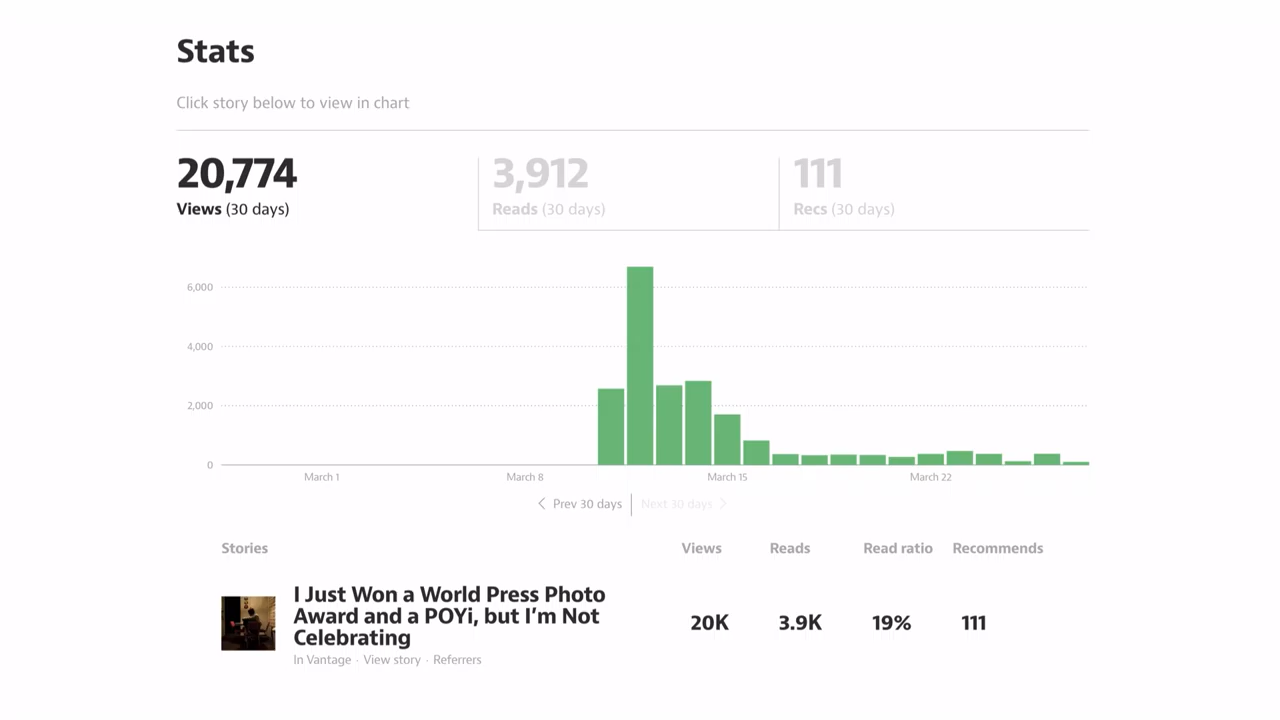 Stats
Click story below to view in chart
20,774
Views (30 days)
3,912
Reads (30 days)
111
Recs (30 days)
6,000
4,000
2,000
0
March 1
March 8
March 15
March 22
Prev 30 days
Next 30 days
Stories Views Reads Read ratio Recommends
I Just Won a World Press Photo
Award and a POYi, but I’m Not
Celebrating
In Vantage · View story · Referrers
20K 3.9K 19% 111